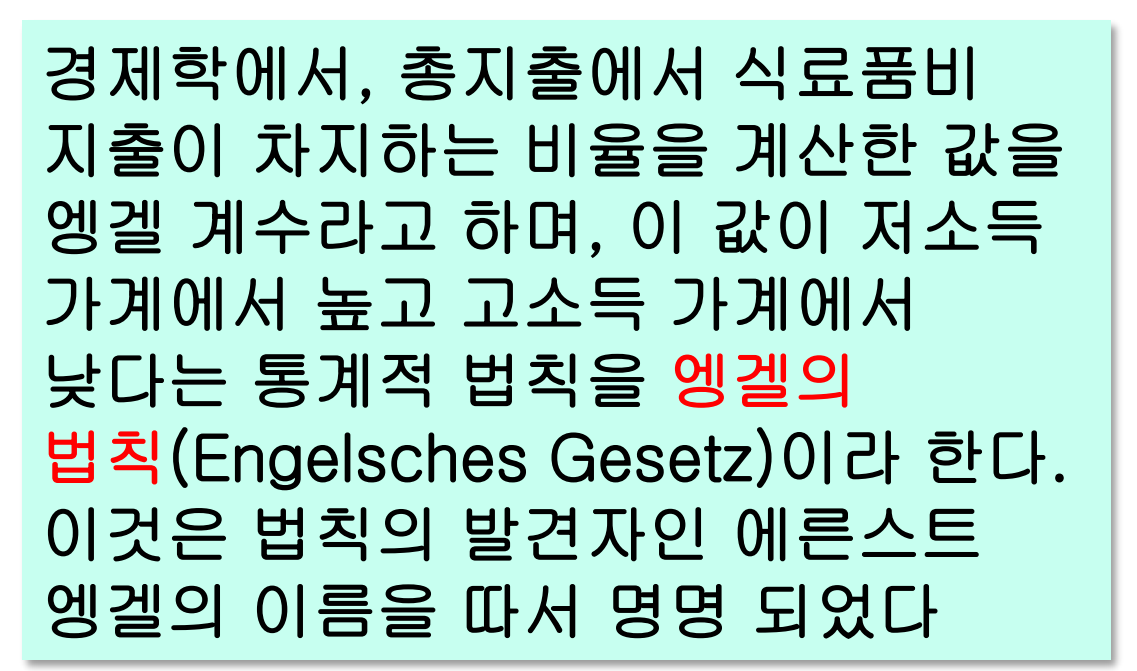 경제학에서, 총지출에서 식료품비
지출이 차지하는 비율을 계산한 값을
엥겔 계수라고 하며, 이 값이 저소득
가계에서 높고 고소득 가계에서
낮다는 통계적 법칙을 엥겔의
법칙(Engelsches Gesetz)이라 한다.
이것은 법칙의 발견자인 에른스트
엥겔의 이름을 따서 명명 되었다